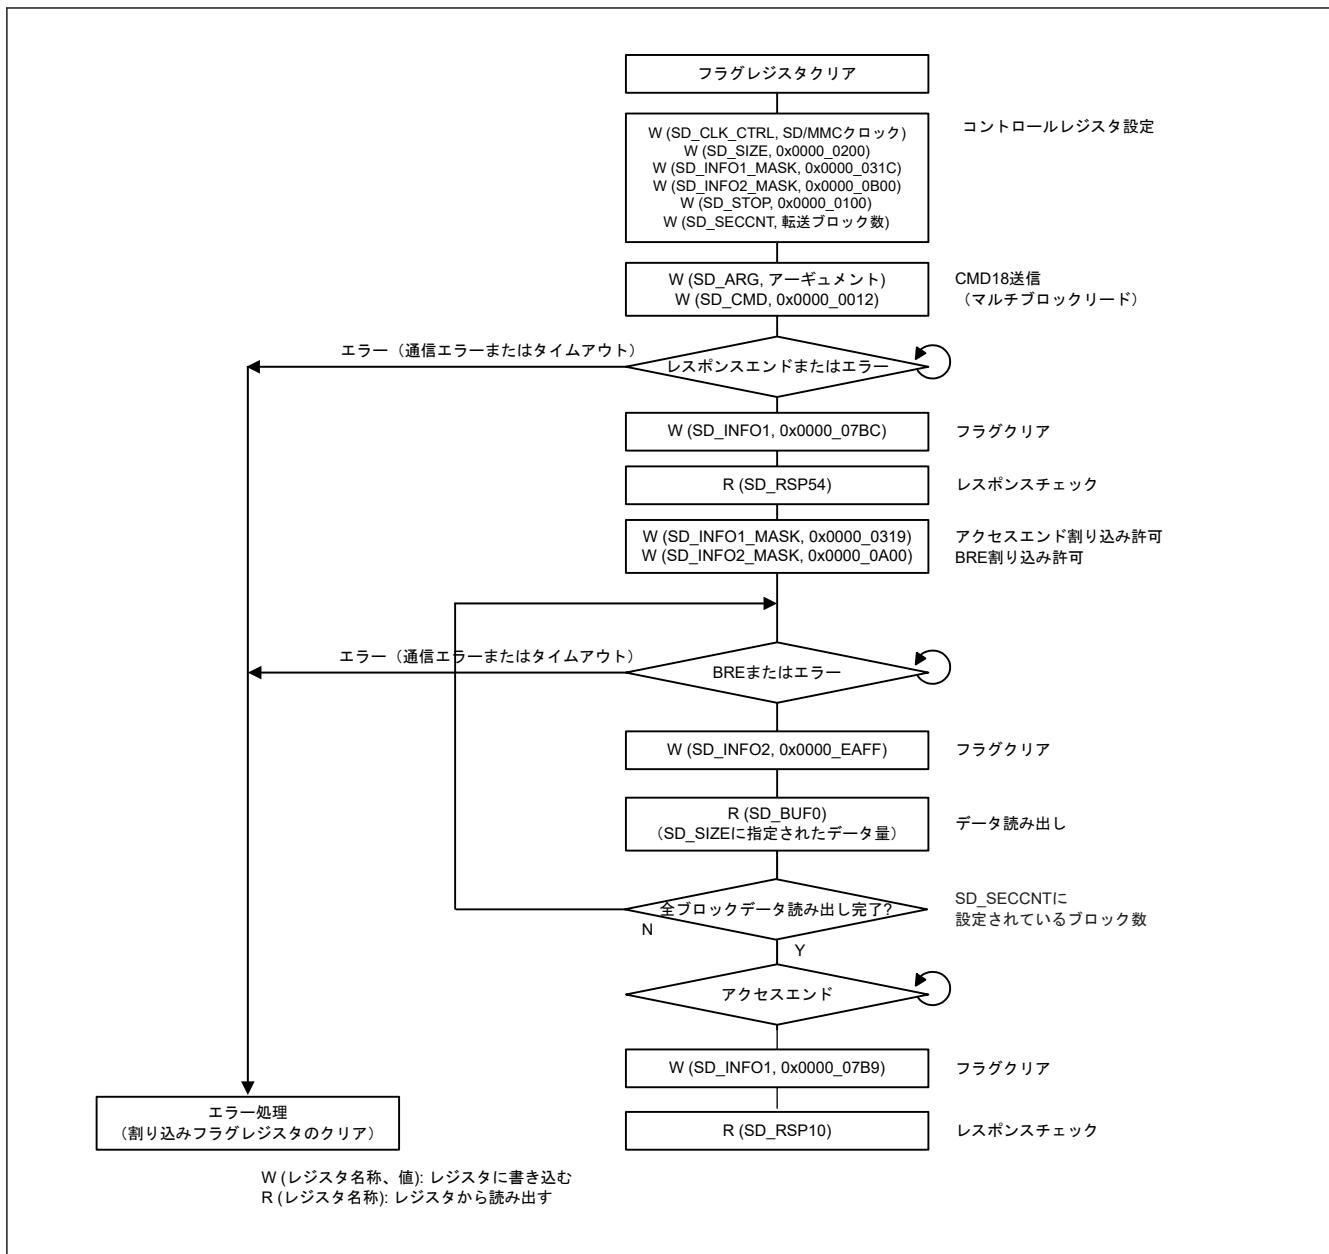 フラグレジスタクリア
W (SD_CLK_CTRL, SD/MMCクロック)
W (SD_SIZE, 0x0000_0200)
W (SD_INFO1_MASK, 0x0000_031C)
W (SD_INFO2_MASK, 0x0000_0B00)
W (SD_STOP, 0x0000_0100)
W (SD_SECCNT, 転送ブロック数)
コントロールレジスタ設定
W (SD_ARG, アーギュメント)
W (SD_CMD, 0x0000_0012)
CMD18送信
（マルチブロックリード）
エラー（通信エラーまたはタイムアウト）
レスポンスエンドまたはエラー
W (SD_INFO1, 0x0000_07BC)
フラグクリア
R (SD_RSP54)
レスポンスチェック
W (SD_INFO1_MASK, 0x0000_0319)
W (SD_INFO2_MASK, 0x0000_0A00)
アクセスエンド割り込み許可
BRE割り込み許可
エラー（通信エラーまたはタイムアウト）
BREまたはエラー
W (SD_INFO2, 0x0000_EAFF)
フラグクリア
R (SD_BUF0)
（SD_SIZEに指定されたデータ量）
データ読み出し
全ブロックデータ読み出し完了?
SD_SECCNTに
設定されているブロック数
N
Y
アクセスエンド
W (SD_INFO1, 0x0000_07B9)
フラグクリア
エラー処理
（割り込みフラグレジスタのクリア）
R (SD_RSP10)
レスポンスチェック
W (レジスタ名称、値): レジスタに書き込む
R (レジスタ名称): レジスタから読み出す